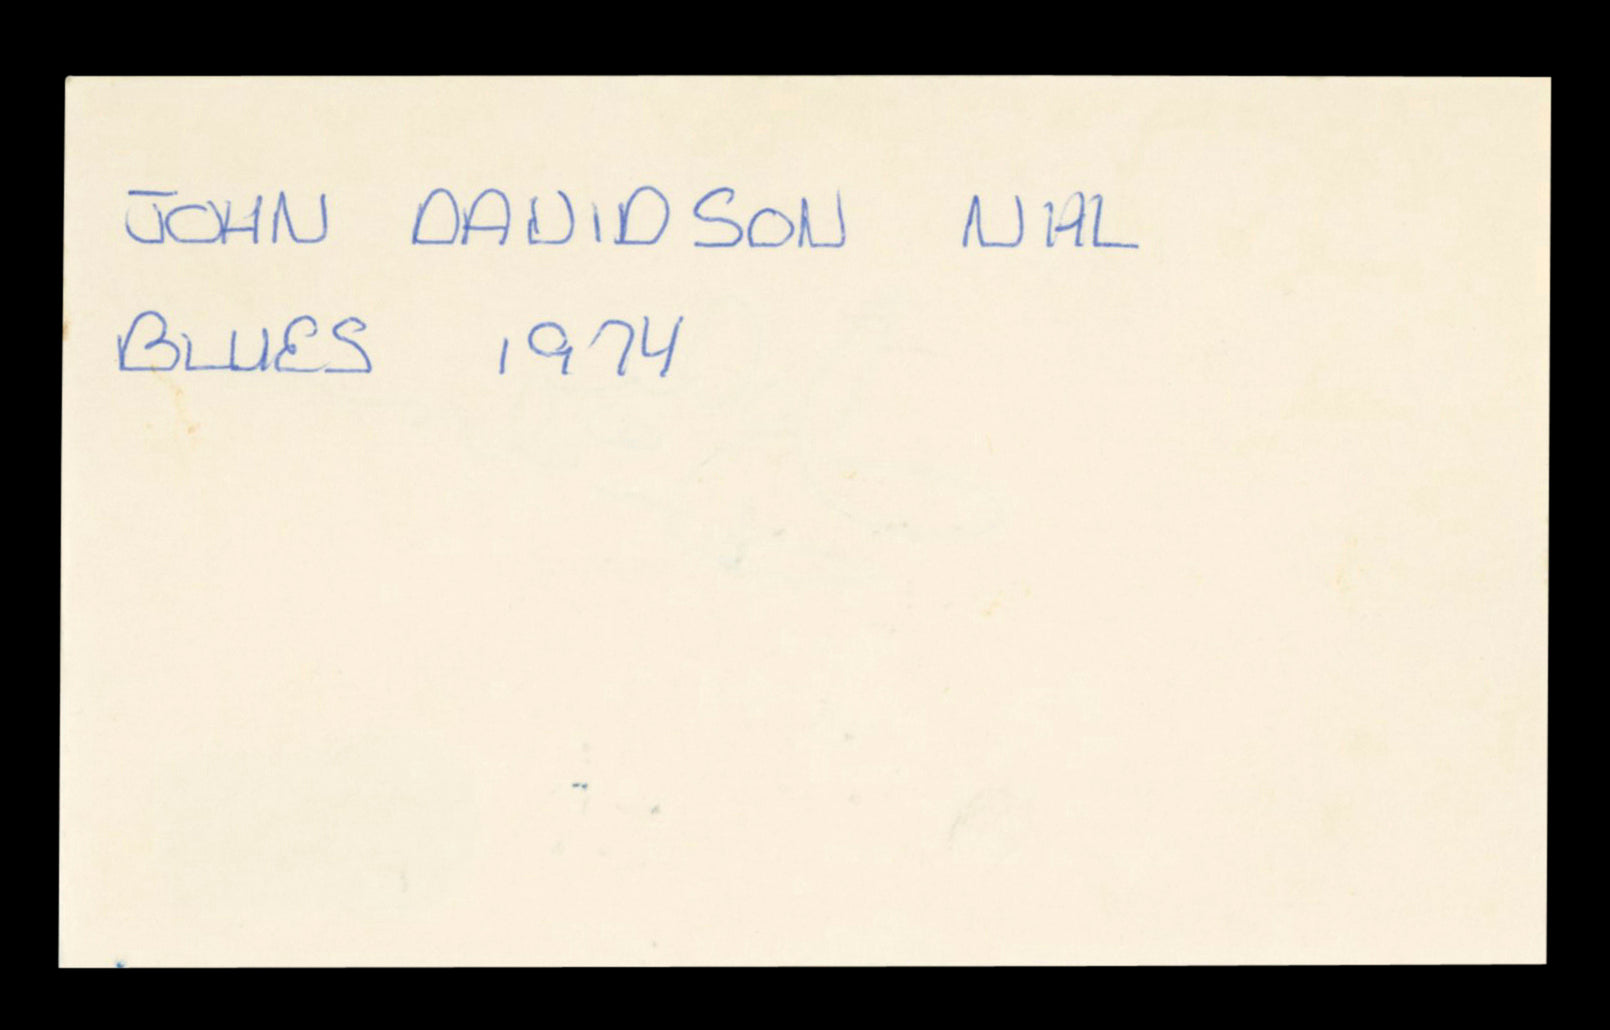 JOHN DAVIDSON NHL
BLUES 1974